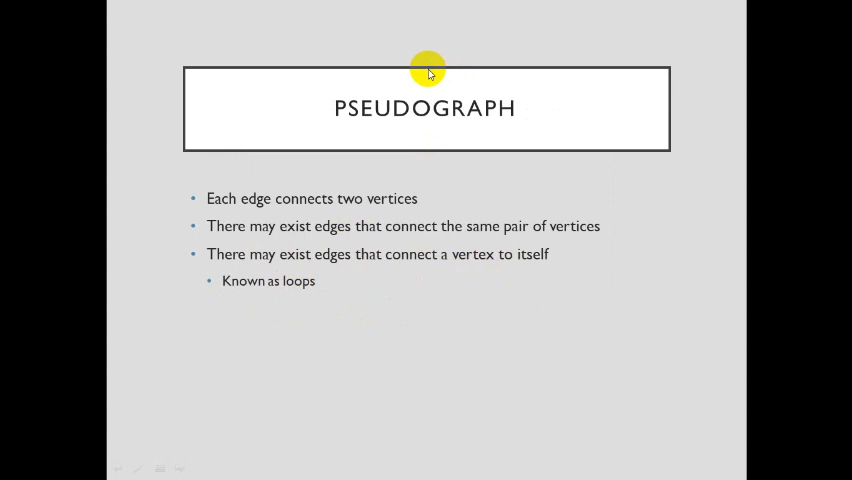 PSEUDOGRAPH
• Each edge connects two vertices
• There may exist edges that connect the same pair of vertices
• There may exist edges that connect a vertex to itself
• Known as loops